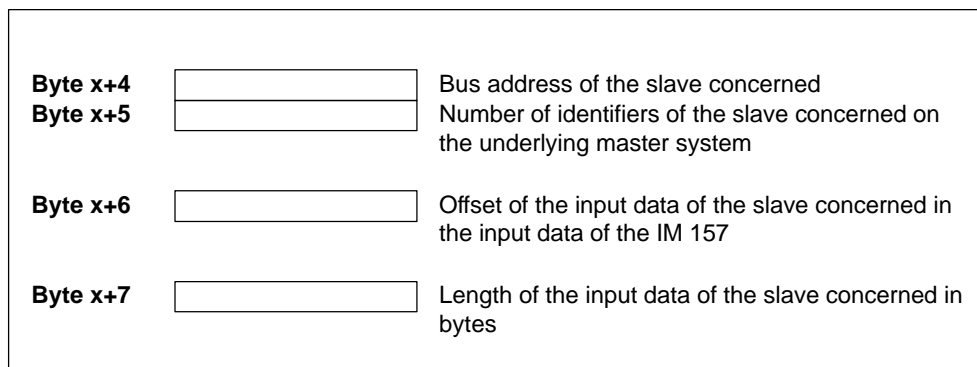 Byte x+4 Bus address of the slave concerned
Byte x+5 Number of identifiers of the slave concerned on
the underlying master system
Byte x+6 Offset of the input data of the slave concerned in
the input data of the IM 157
Byte x+7 Length of the input data of the slave concerned in
bytes